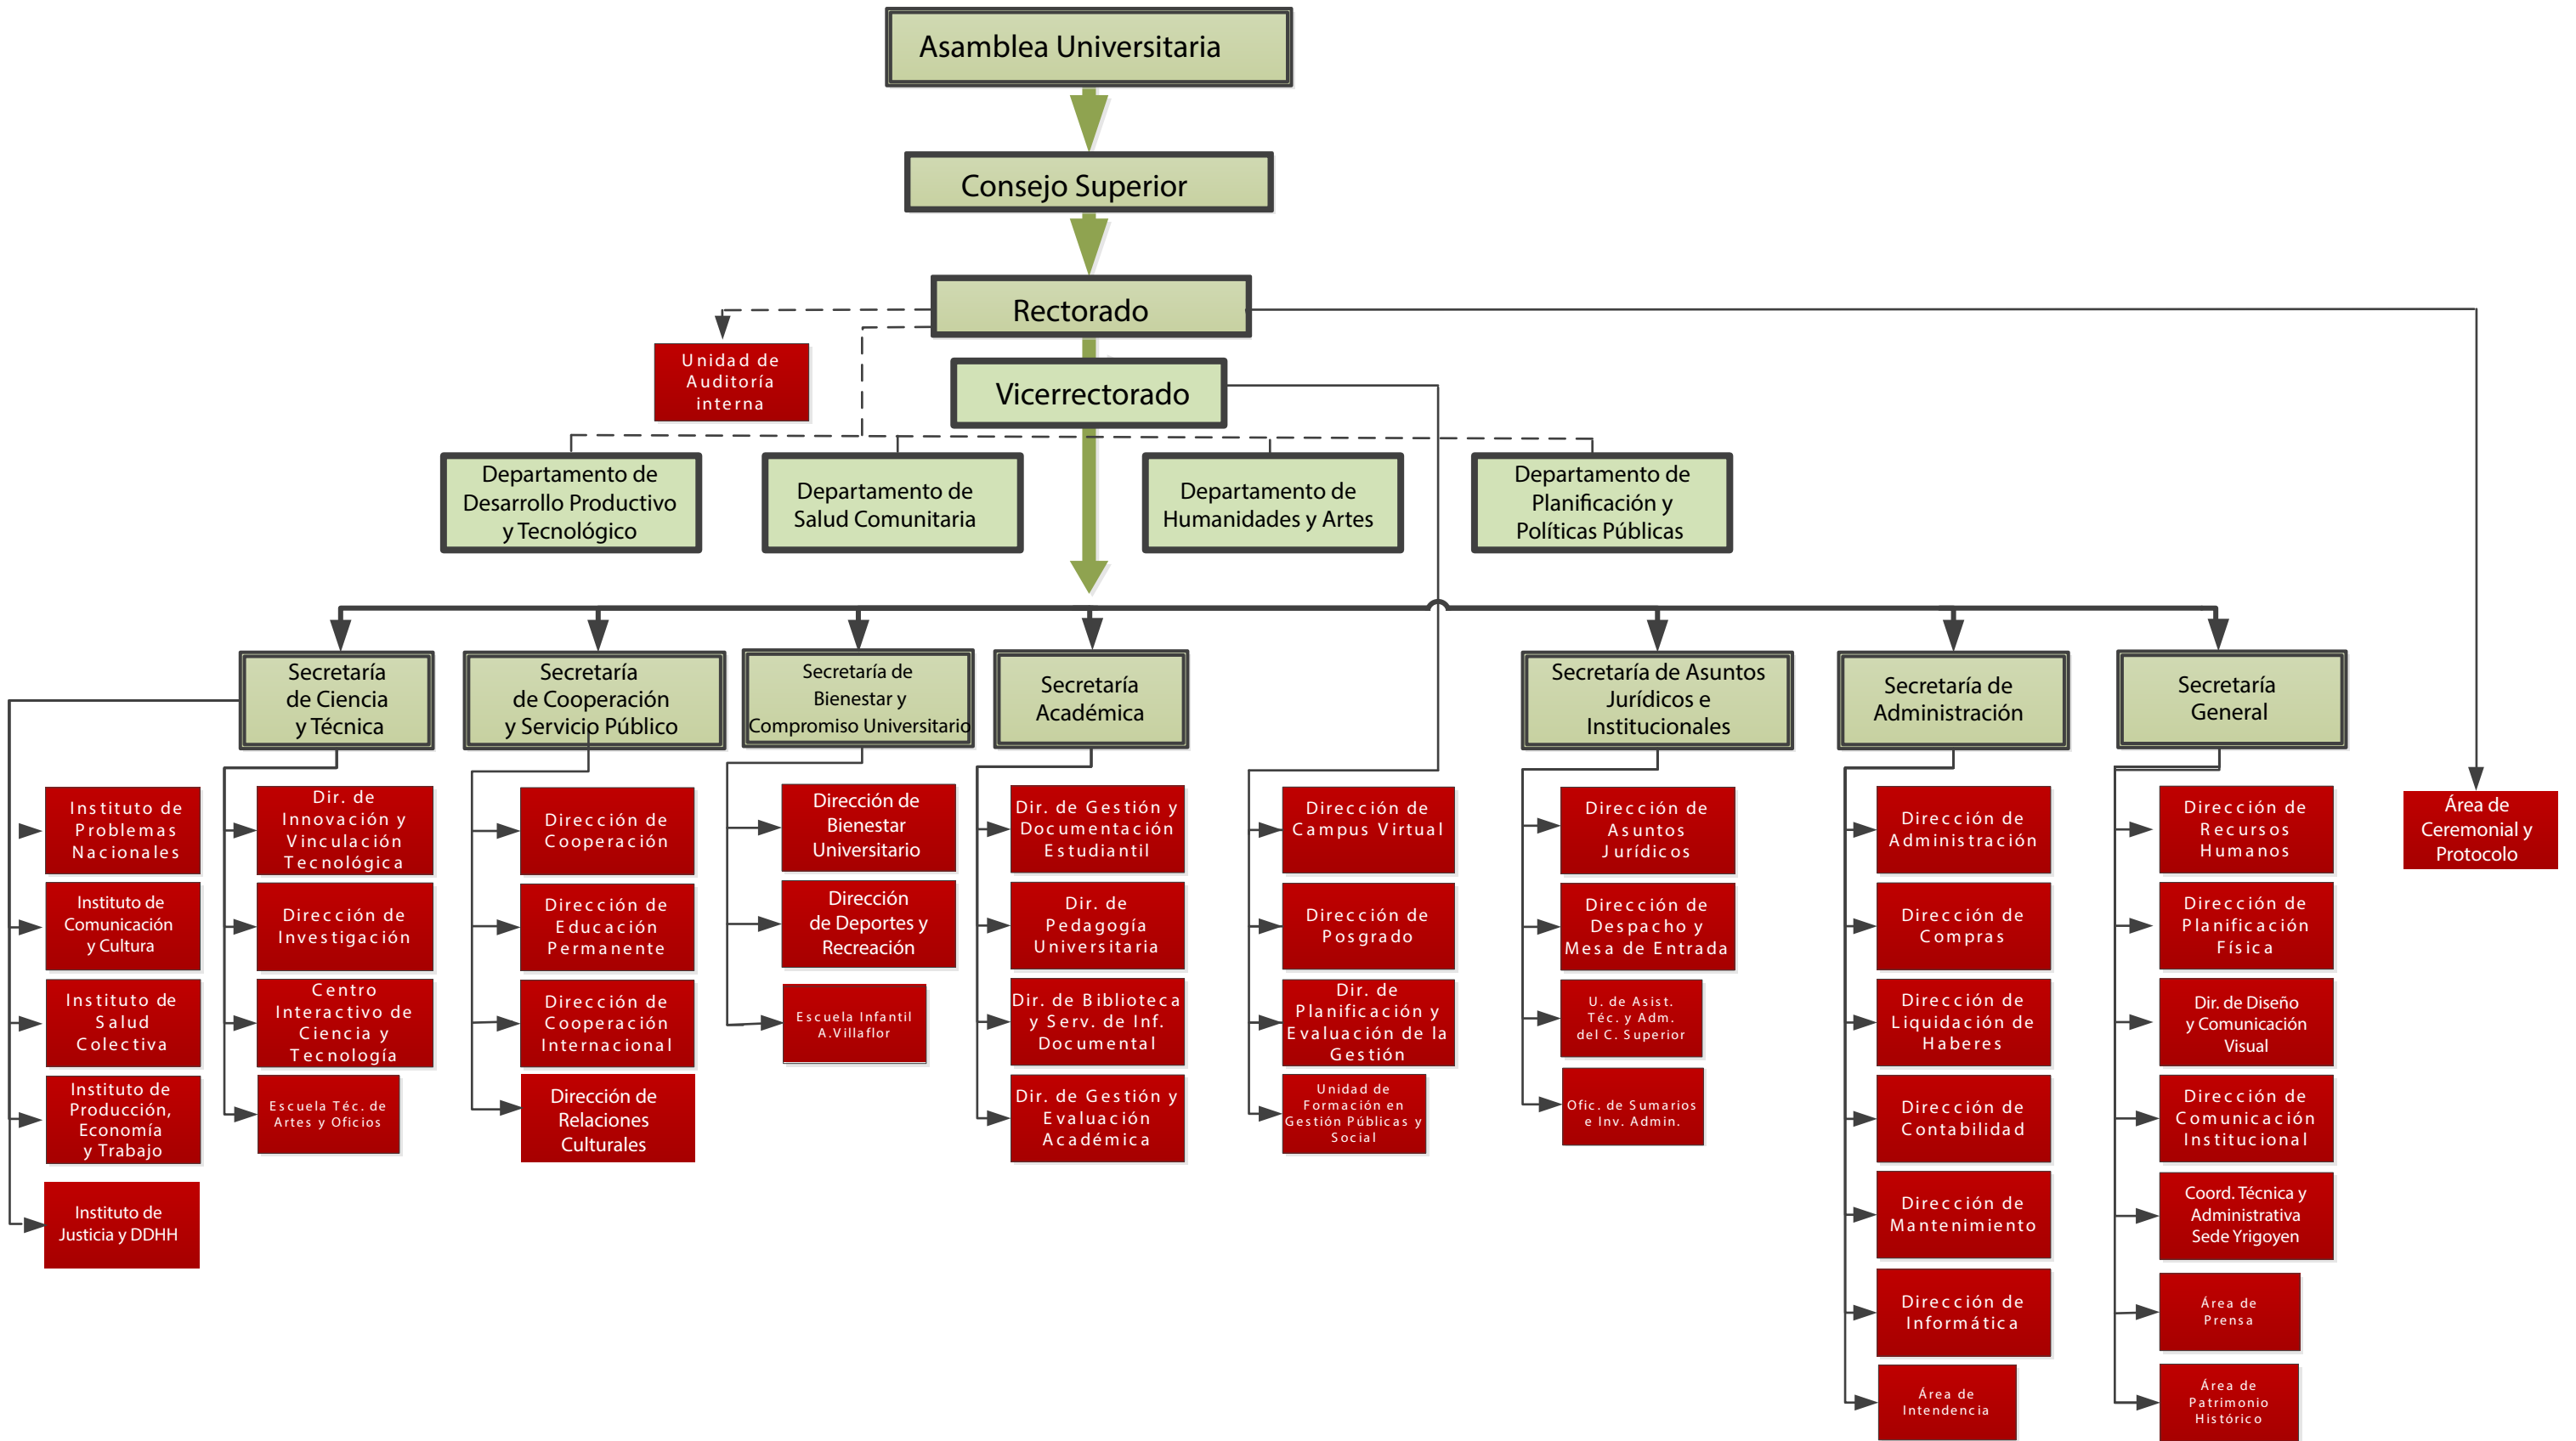 Asamblea Universitaria
Consejo Superior
Rectorado
Unidad de
Auditoría
interna
Vicerrectorado
Departamento de
Desarrollo Productivo
y Tecnológico
Departamento de
Salud Comunitaria
Departamento de
Humanidades y Artes
Departamento de
Planificación y
Políticas Públicas
Secretaría
de Ciencia
y Técnica
Secretaría
de Cooperación
y Servicio Público
Secretaría de
Bienestar y
Compromiso Universitario
Secretaría
Académica
Secretaría de Asuntos
Jurídicos e
Institucionales
Secretaría de
Administración
Secretaría
General
Instituto de
Problemas
Nacionales
Instituto de
Comunicación
y Cultura
Instituto de
Salud
Colectiva
Instituto de
Producción,
Economía
y Trabajo
Instituto de
Justicia y DDHH
Dir. de
Innovación y
Vinculación
Tecnológica
Dirección de
Investigación
Centro
Interactivo de
Ciencia y
Tecnología
Escuela Téc. de
Artes y Oficios
Dirección de
Cooperación
Dirección de
Educación
Permanente
Dirección de
Cooperación
Internacional
Dirección de
Relaciones
Culturales
Dirección de
Bienestar
Universitario
Dirección
de Deportes y
Recreación
Escuela Infantil
A.Villaflor
Dir. de Gestión y
Documentación
Estudiantil
Dir. de
Pedagogía
Universitaria
Dir. de Biblioteca
y Serv. de Inf.
Documental
Dir. de Gestión y
Evaluación
Académica
Dirección de
Campus Virtual
Dirección de
Posgrado
Dir. de
Planificación y
Evaluación de la
Gestión
Unidad de
Formación en
Gestión Públicas y
Social
Dirección de
Asuntos
Jurídicos
Dirección de
Despacho y
Mesa de Entrada
U. de Asist.
Téc. y Adm.
del C. Superior
Ofic. de Sumarios
e Inv. Admin.
Dirección de
Administración
Dirección de
Compras
Dirección de
Liquidación de
Haberes
Dirección de
Contabilidad
Dirección de
Mantenimiento
Dirección de
Informática
Área de
Intendencia
Dirección de
Recursos
Humanos
Dirección de
Planificación
Física
Dir. de Diseño
y Comunicación
Visual
Dirección de
Comunicación
Institucional
Coord. Técnica y
Administrativa
Sede Yrigoyen
Área de
Prensa
Área de
Patrimonio
Histórico
Área de
Ceremonial y
Protocolo